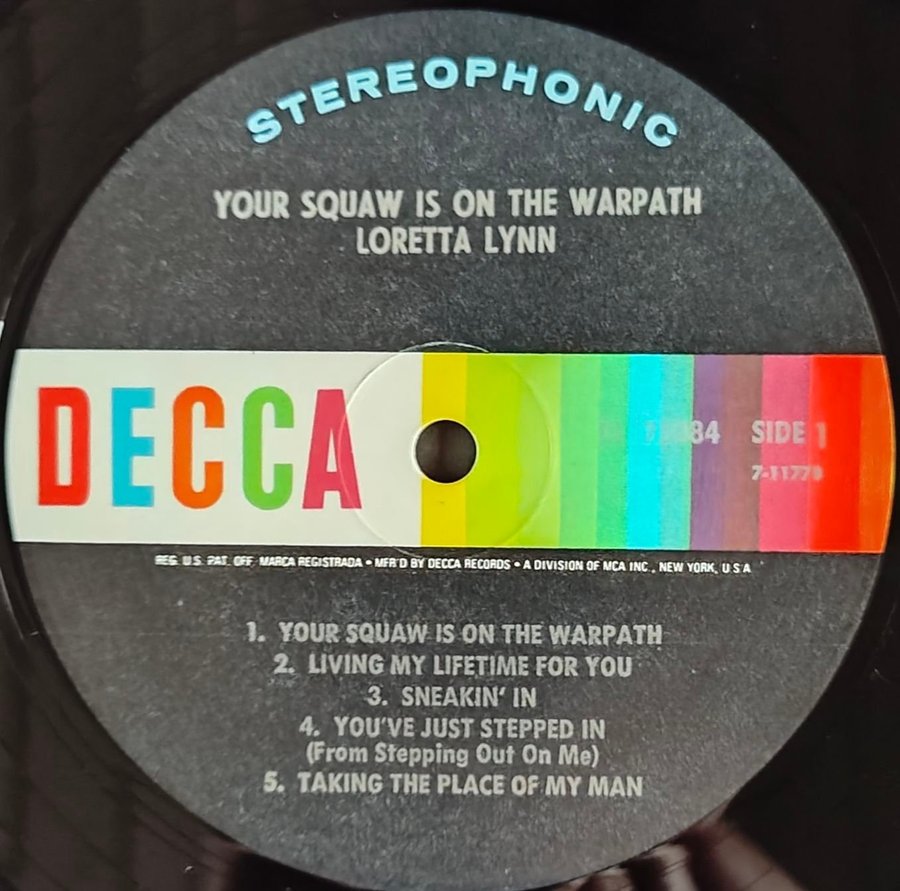 STEREOPHONIC
YOUR SQUAW IS ON THE WARPATH
LORETTA LYNN
DECCA
SIDE 1
REG. U.S. PAT. OFF. MARCA REGISTRADA • MFR'D BY DECCA RECORDS • A DIVISION OF MCA INC., NEW YORK, U.S.A
1. YOUR SQUAW IS ON THE WARPATH
2. LIVING MY LIFETIME FOR YOU
3. SNEAKIN' IN
4. YOU'VE JUST STEPPED IN
(From Stepping Out On Me)
5. TAKING THE PLACE OF MY MAN